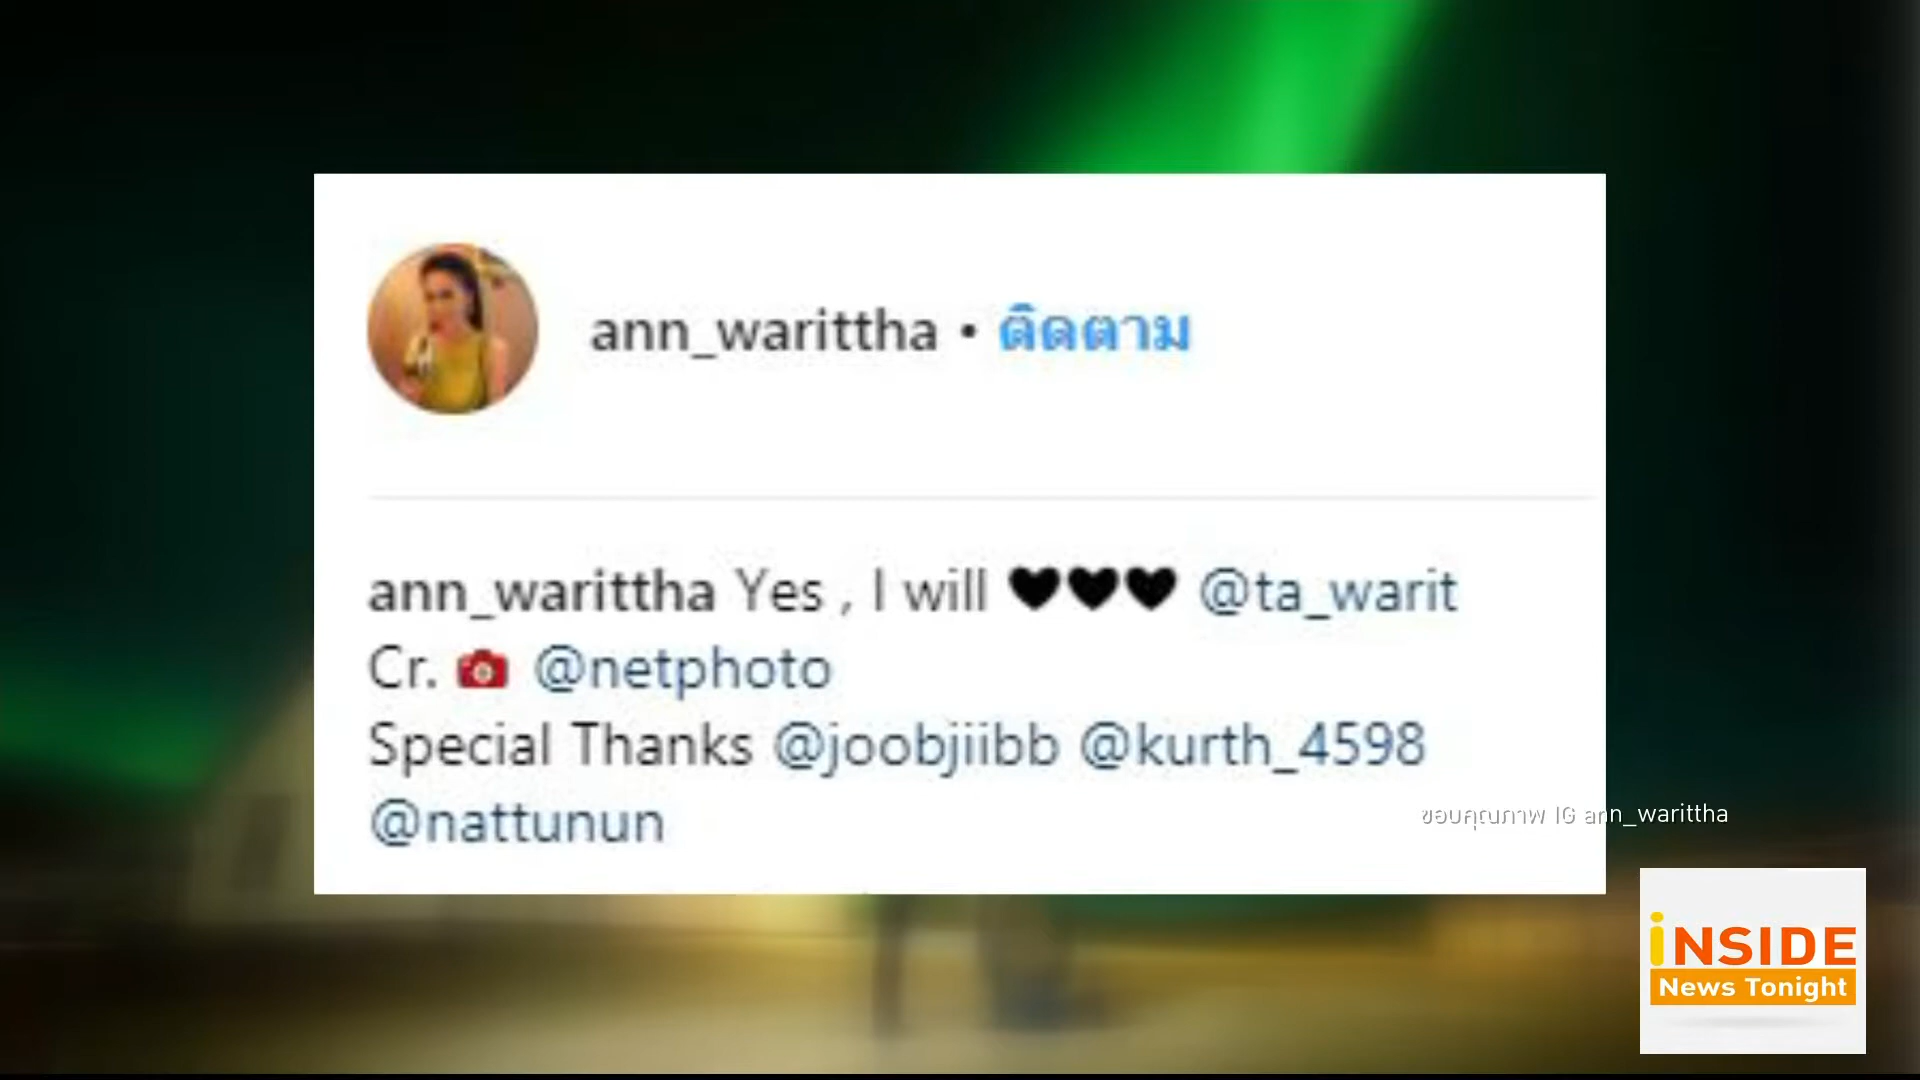 ann_warittha • ติดตาม
ann_warittha Yes , I will 🖤🖤🖤 @ta_warit
Cr. 📷 @netphoto
Special Thanks @joobjiiibb @kurth_4598
@nattunun
ขอบคุณภาพ IG ann_warittha
iNSIDE
News Tonight